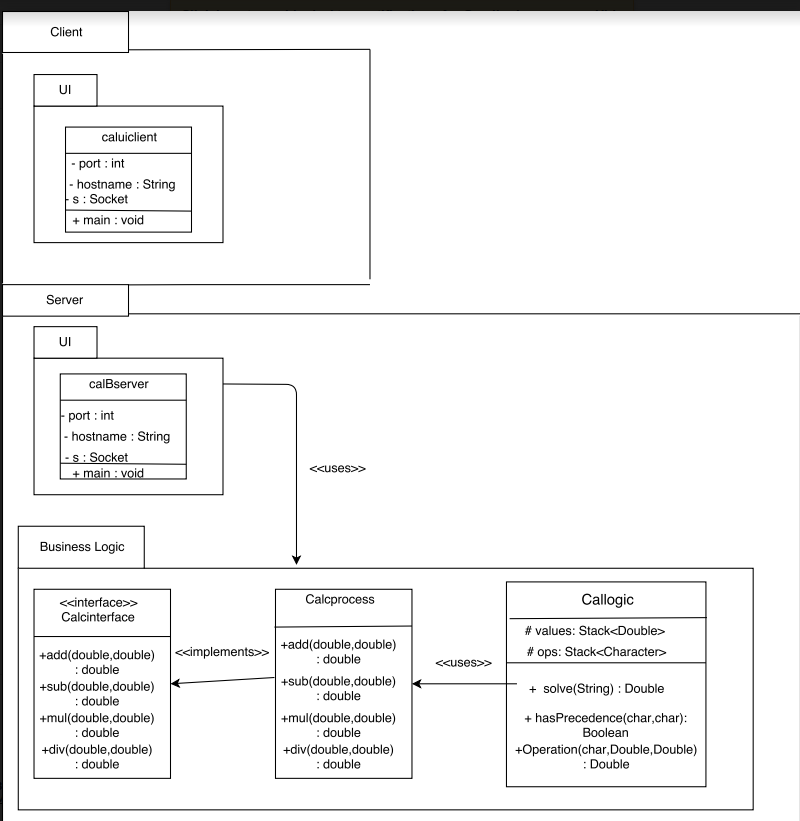 Client
UI
caluiclient
- port : int
- hostname : String
- s : Socket
+ main : void
Server
UI
calBserver
- port : int
- hostname : String
- s : Socket
+ main : void
<<uses>>
Business Logic
<<interface>>
Calcinterface
+add(double,double)
: double
+sub(double,double)
: double
+mul(double,double)
: double
+div(double,double)
: double
<<implements>>
Calcprocess
+add(double,double)
: double
+sub(double,double)
: double
+mul(double,double)
: double
+div(double,double)
: double
<<uses>>
Callogic
# values: Stack<Double>
# ops: Stack<Character>
+ solve(String) : Double
+ hasPrecedence(char,char):
Boolean
+Operation(char,Double,Double)
: Double